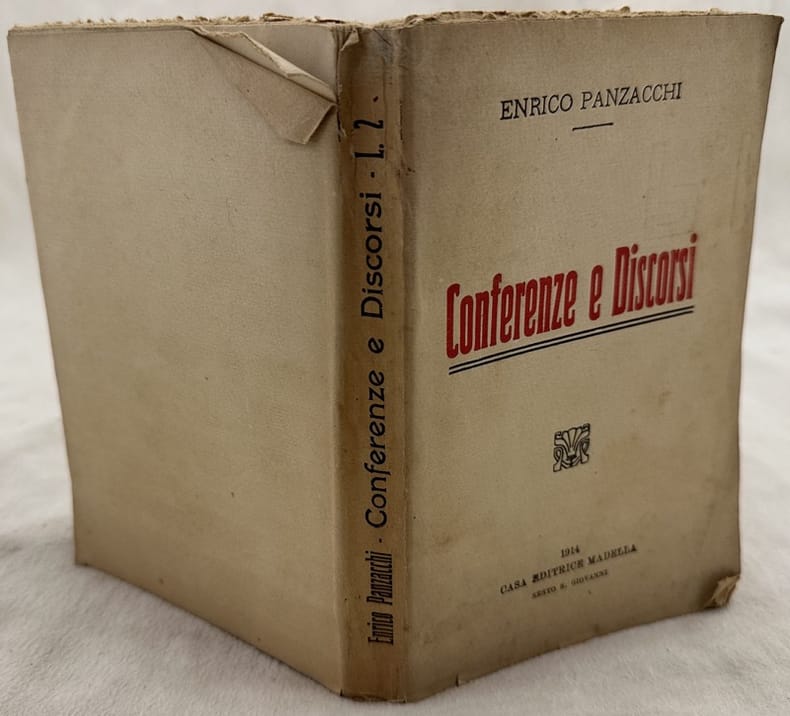 ENRICO PANZACCHI
Conferenze e Discorsi
1914
CASA EDITRICE MADELLA
SESTO S. GIOVANNI
Enrico Panzacchi - Conferenze e Discorsi - L. 2 -